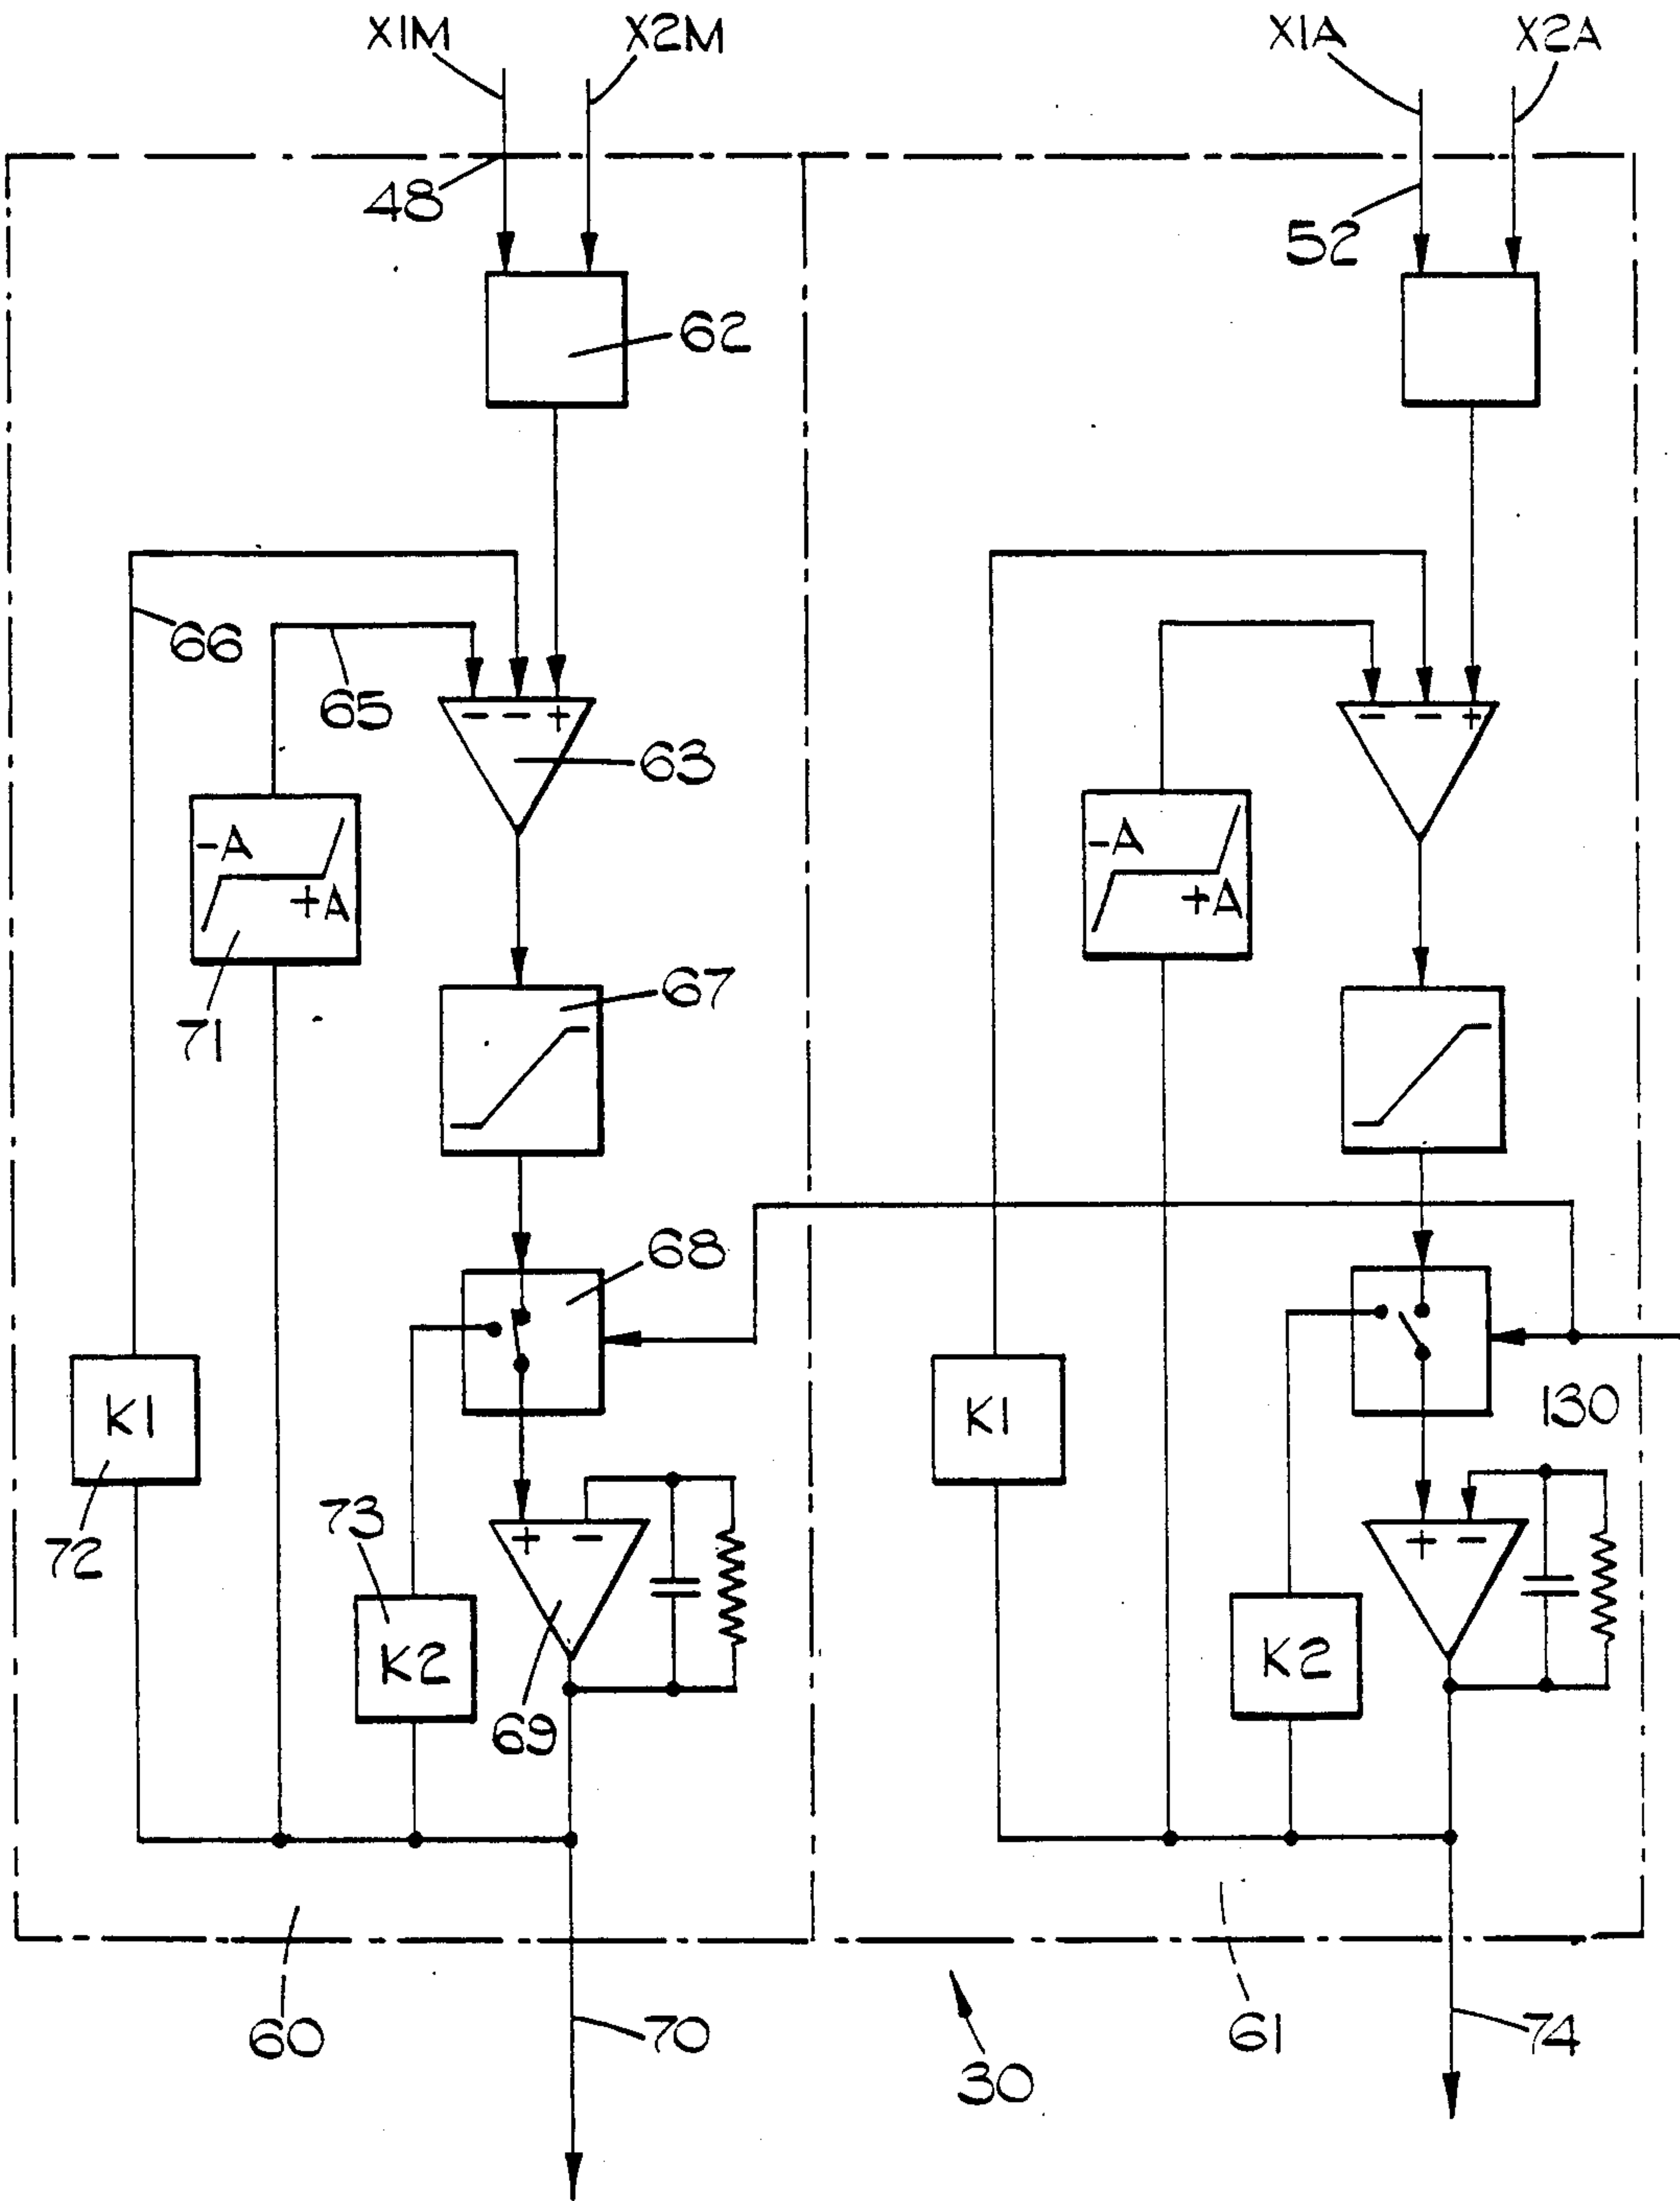 X1M X2M X1A X2A
48
52
62
66
65
- - + - - +
63
-A -A
+A +A
67
71
68
K1 K1
130
73
+ - + -
72
K2 K2
69
60 70 61 74
30